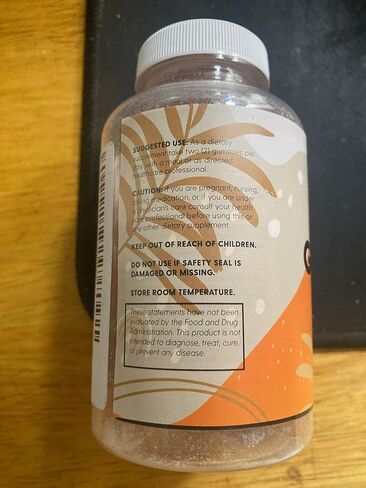 SUGGESTED USE: As a dietary
supplement take two (2) gummies per
day with a meal or as directed
healthcare professional.
CAUTION: If you are pregnant, nursing,
taking medication, or if you are under
a physician's care consult your health
care professional before using this or
any other dietary supplement.
KEEP OUT OF REACH OF CHILDREN.
DO NOT USE IF SAFETY SEAL IS
DAMAGED OR MISSING.
STORE ROOM TEMPERATURE.
These statements have not been
evaluated by the Food and Drug
Administration. This product is not
intended to diagnose, treat, cure,
or prevent any disease.
G